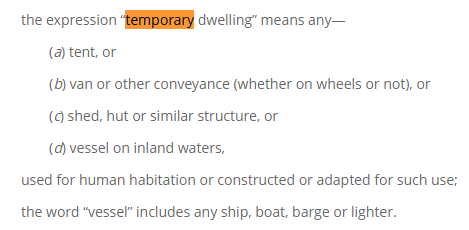 the expression “temporary dwelling” means any—
(a) tent, or
(b) van or other conveyance (whether on wheels or not), or
(c) shed, hut or similar structure, or
(d) vessel on inland waters,
used for human habitation or constructed or adapted for such use;
the word “vessel” includes any ship, boat, barge or lighter.